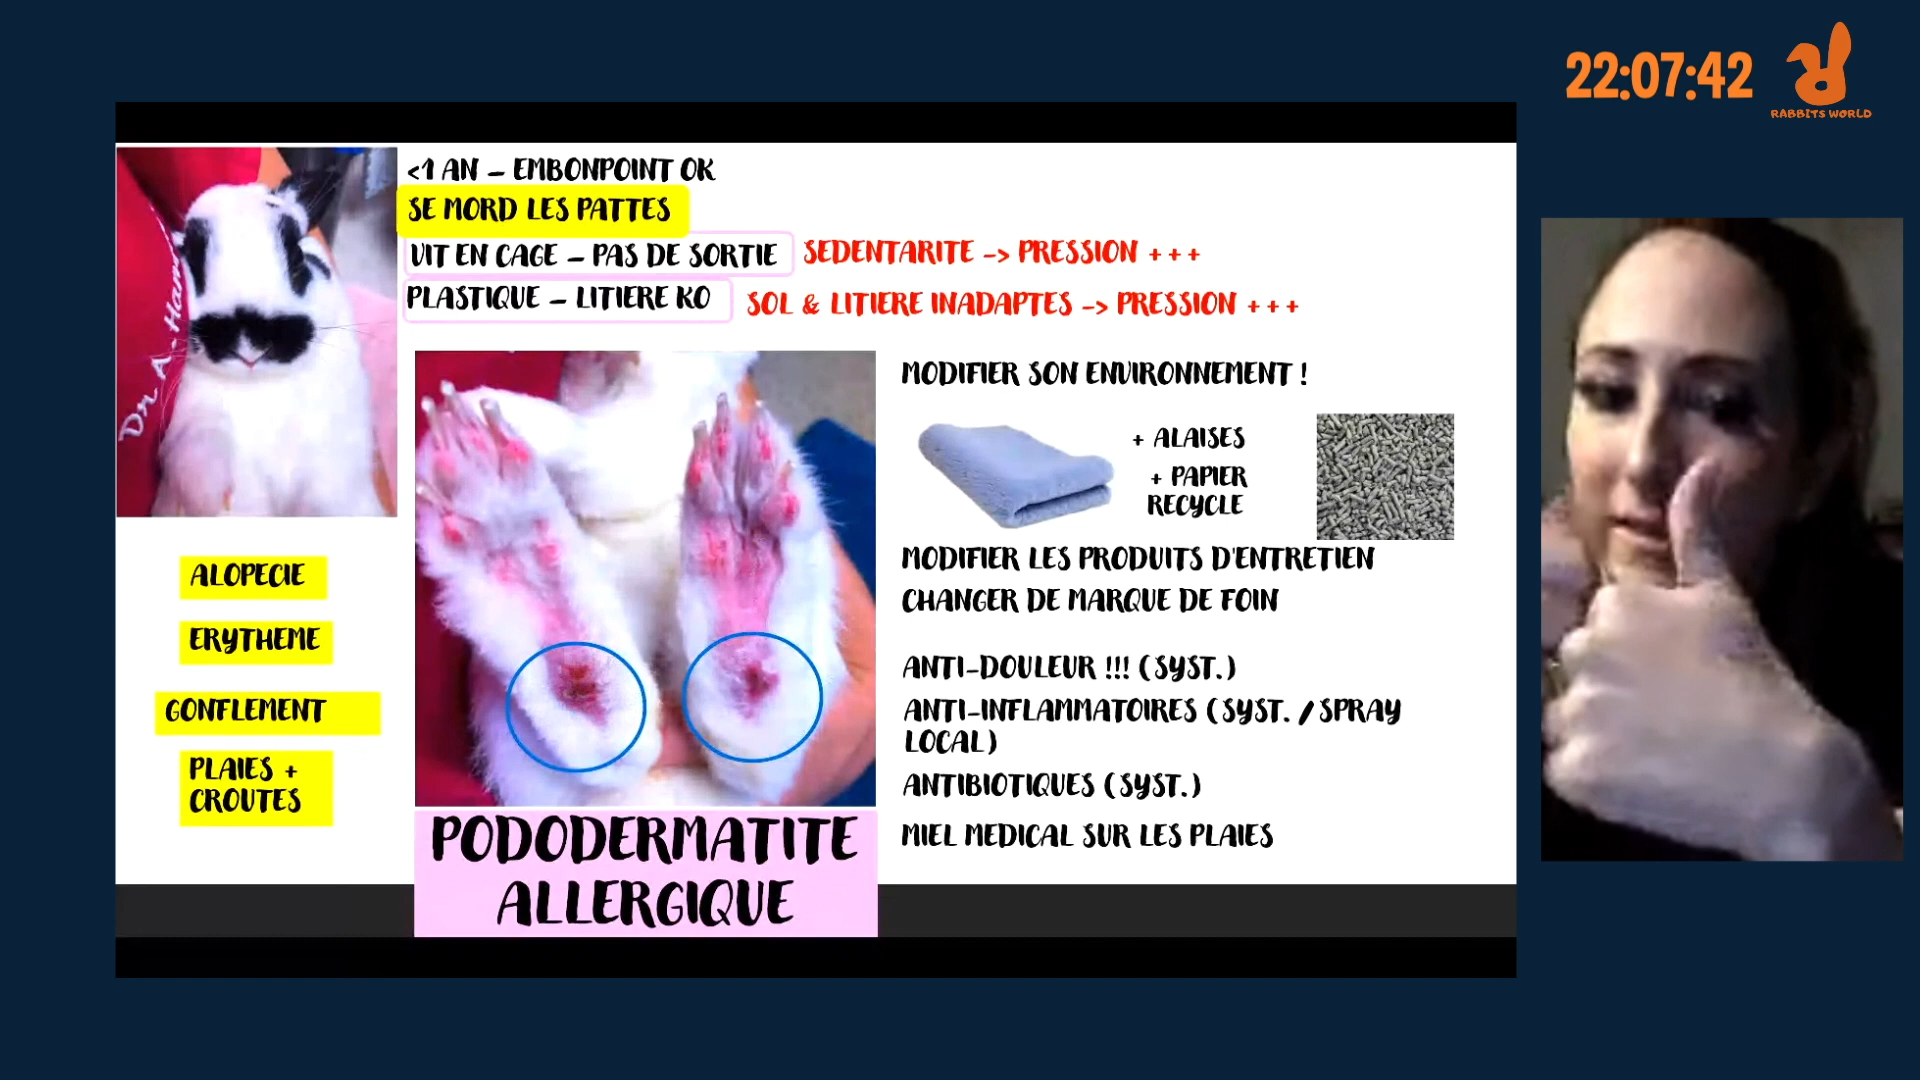 22:07:42
RABBITS WORLD
<1 AN – EMBONPOINT OK
SE MORD LES PATTES
VIT EN CAGE – PAS DE SORTIE
SEDENTARITE -> PRESSION +++
PLASTIQUE – LITIERE KO
SOL & LITIERE INADAPTES -> PRESSION +++
Dr A. Ham
MODIFIER SON ENVIRONNEMENT !
+ ALAISES
+ PAPIER
RECYCLE
MODIFIER LES PRODUITS D'ENTRETIEN
CHANGER DE MARQUE DE FOIN
ALOPECIE
ERYTHEME
GONFLEMENT
PLAIES +
CROUTES
ANTI-DOULEUR !!! (SYST.)
ANTI-INFLAMMATOIRES (SYST. / SPRAY
LOCAL)
ANTIBIOTIQUES (SYST.)
MIEL MEDICAL SUR LES PLAIES
PODODERMATITE
ALLERGIQUE